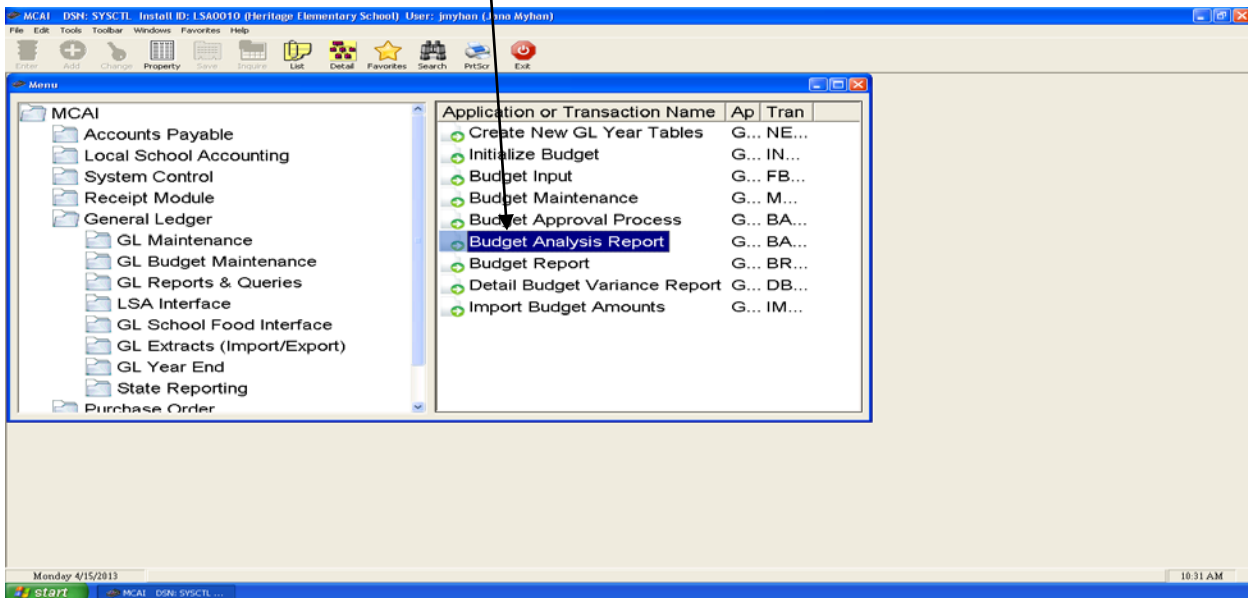 MCAI DSN: SYSCTL Install ID: LSA0010 (Heritage Elementary School) User: jmyhan (Jana Myhan)
File Edit Tools Toolbar Windows Favorites Help
Enter Add Change Property Save Inquire List Detail Favorites Search PrtScr Exit
Menu
MCAI
Accounts Payable
Local School Accounting
System Control
Receipt Module
General Ledger
GL Maintenance
GL Budget Maintenance
GL Reports & Queries
LSA Interface
GL School Food Interface
GL Extracts (Import/Export)
GL Year End
State Reporting
Purchase Order
Application or Transaction Name Ap Tran
Create New GL Year Tables G... NE...
Initialize Budget G... IN...
Budget Input G... FB...
Budget Maintenance G... M...
Budget Approval Process G... BA...
Budget Analysis Report G... BA...
Budget Report G... BR...
Detail Budget Variance Report G... DB...
Import Budget Amounts G... IM...
Monday 4/15/2013 10:31 AM
start MCAI DSN: SYSCTL ...